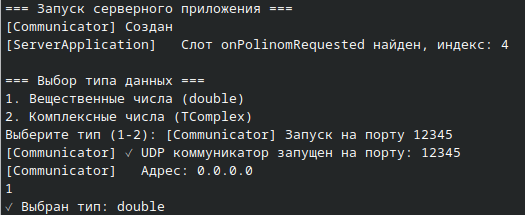 === Запуск серверного приложения ===
[Communicator] Создан
[ServerApplication]   Слот onPolinomRequested найден, индекс: 4
=== Выбор типа данных ===
1. Вещественные числа (double)
2. Комплексные числа (TComplex)
Выберите тип (1-2): [Communicator] Запуск на порту 12345
[Communicator] ✓ UDP коммуникатор запущен на порту: 12345
[Communicator]   Адрес: 0.0.0.0
1
✓ Выбран тип: double